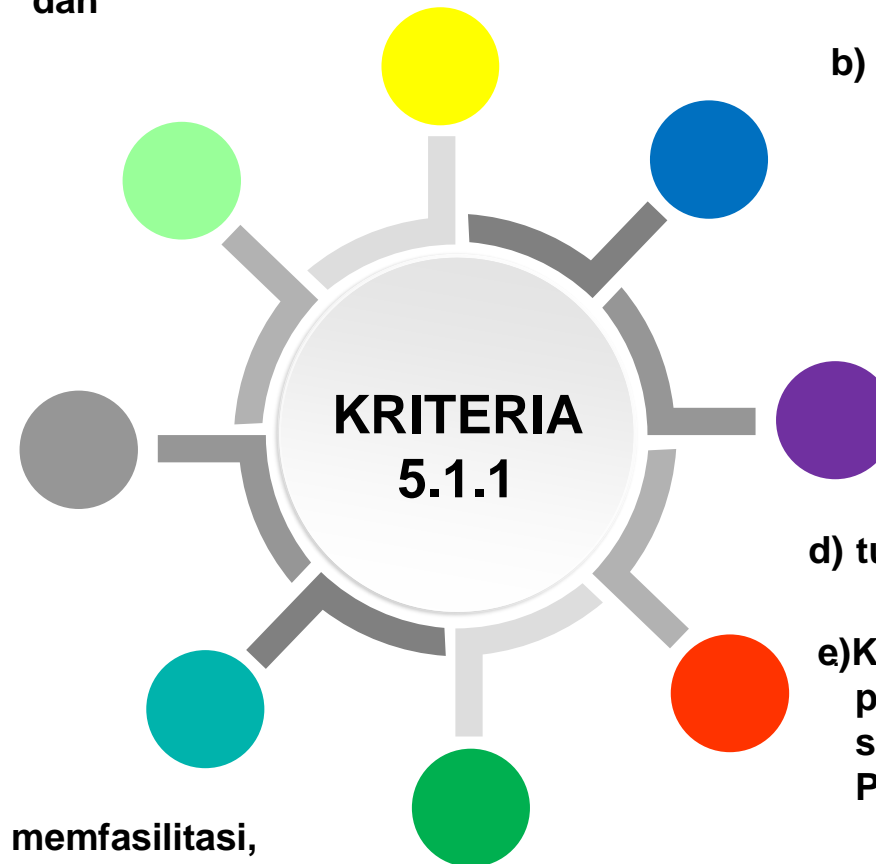 dan
b)
KRITERIA
5.1.1
d) tu
e)K
p
s
P
memfasilitasi,